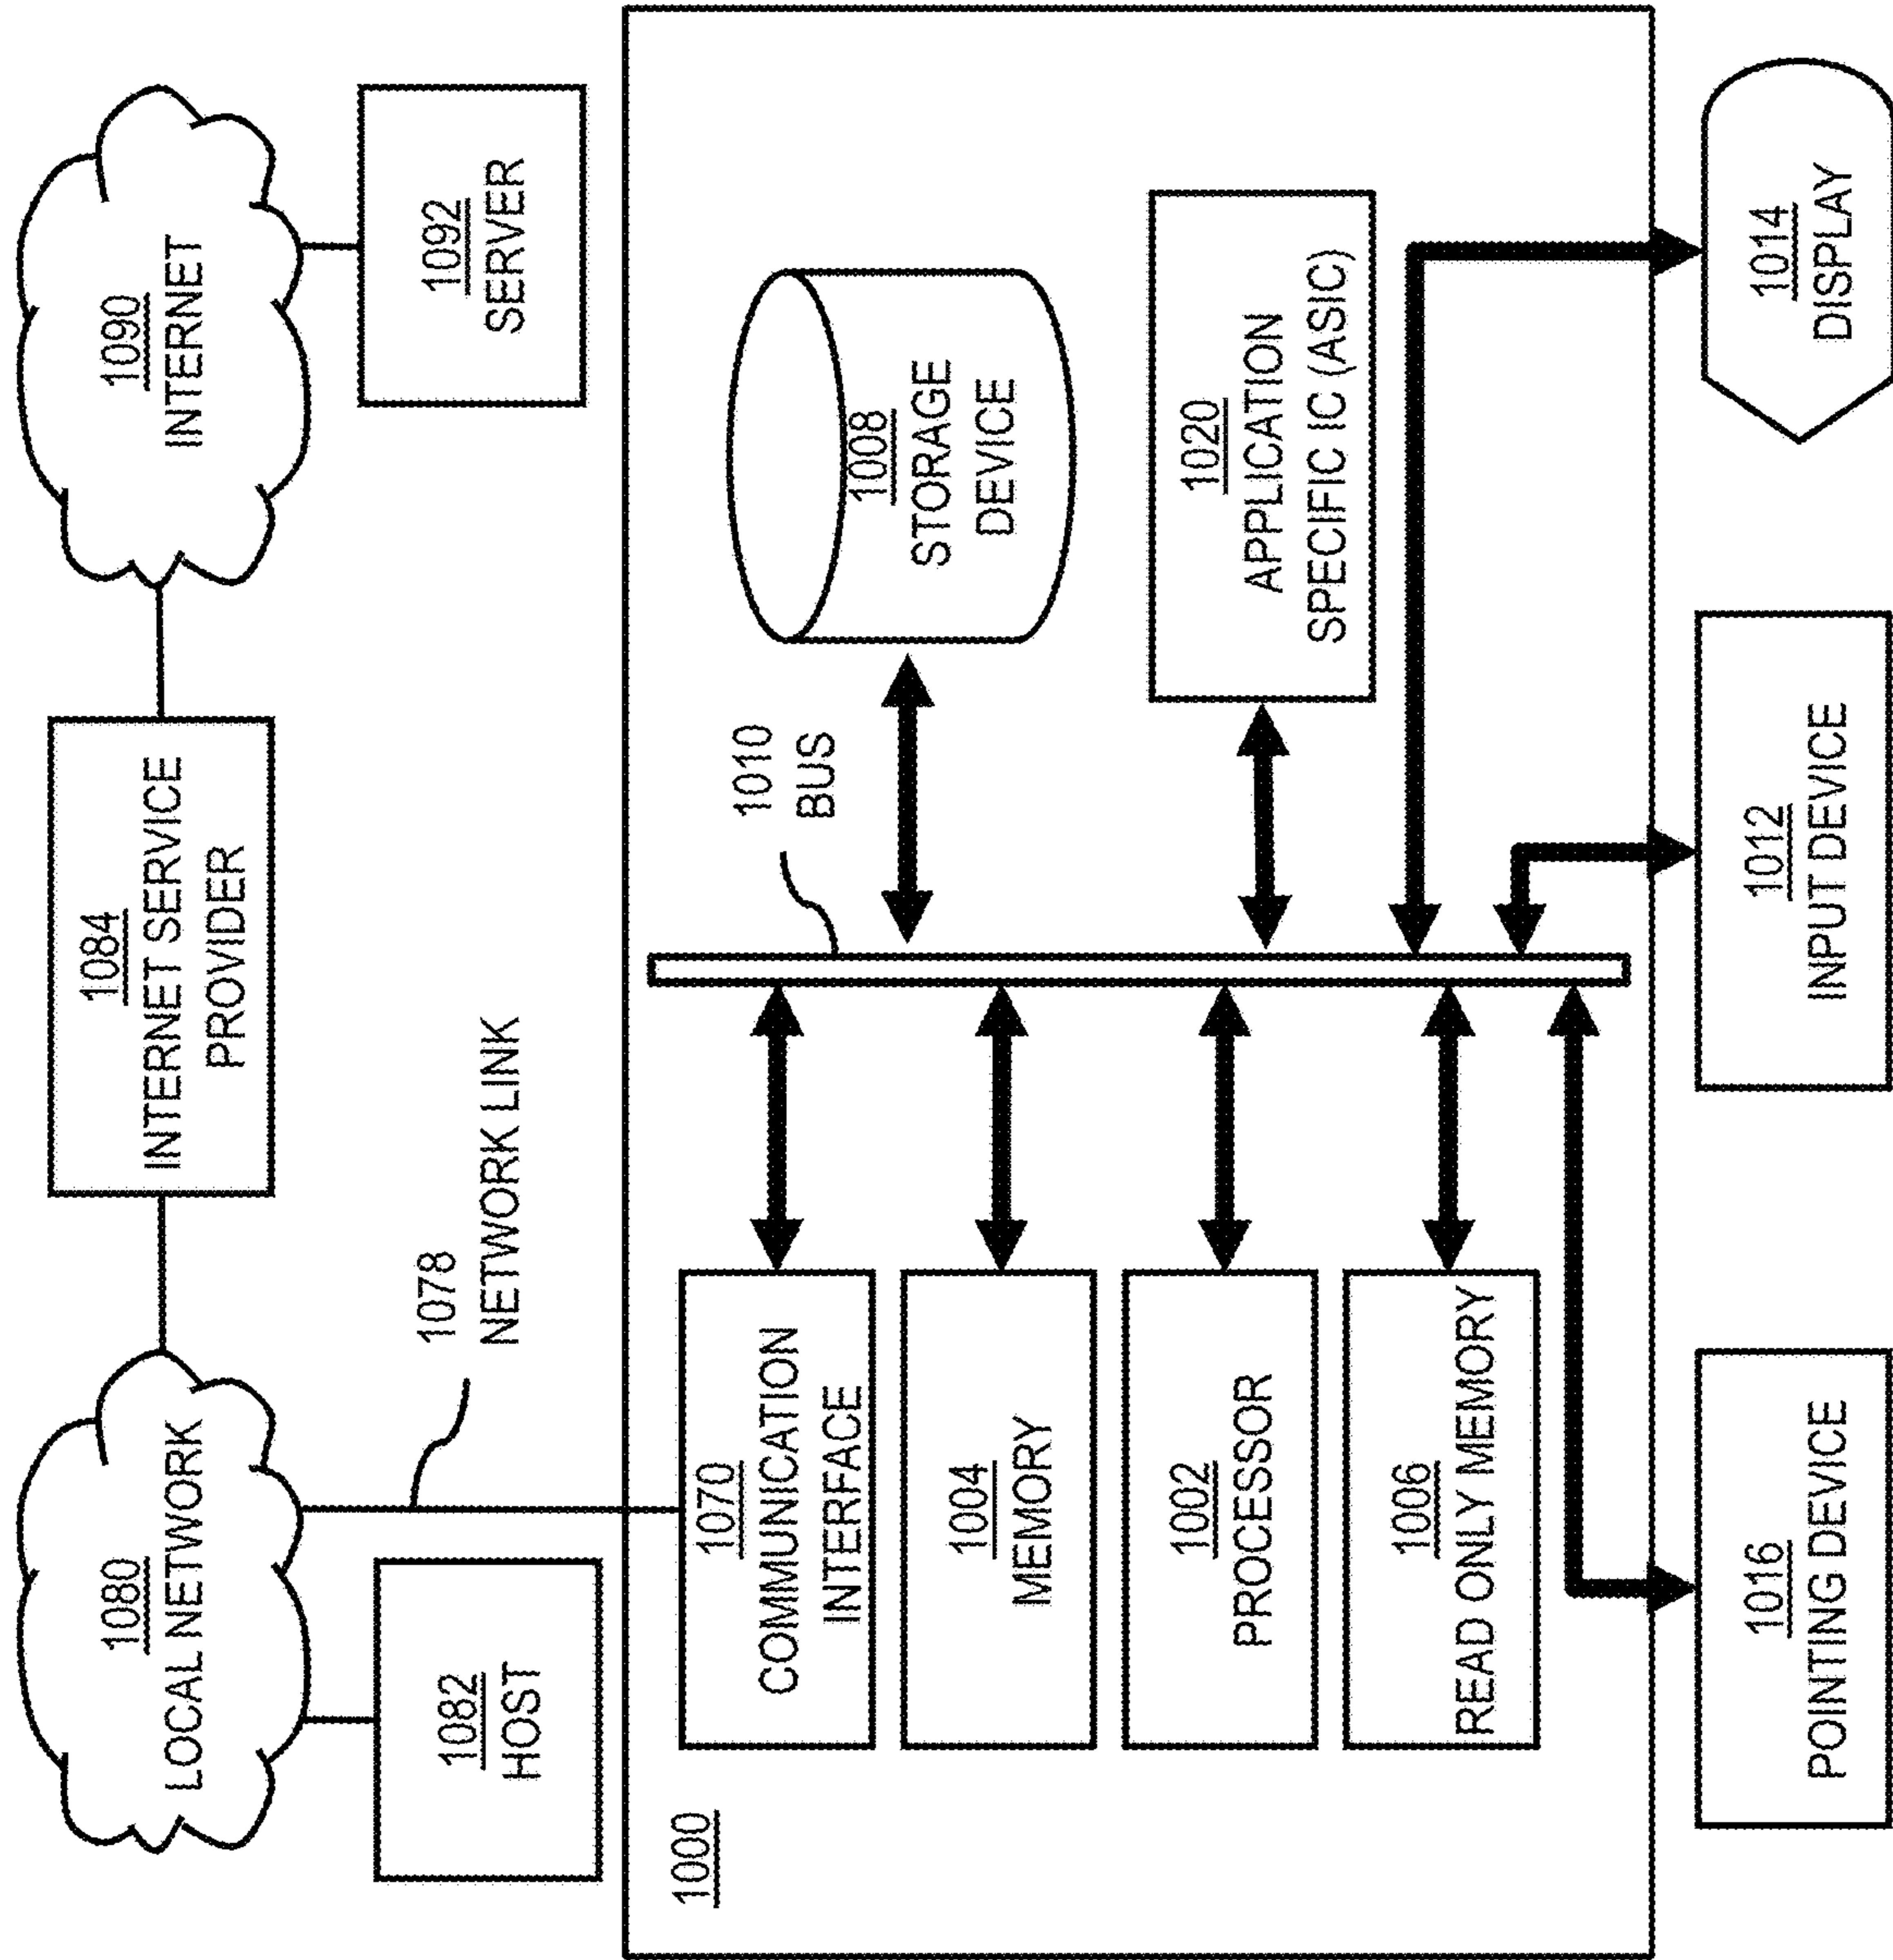 1080
LOCAL NETWORK
1084
INTERNET SERVICE
PROVIDER
1090
INTERNET
1082
HOST
1078
NETWORK LINK
1092
SERVER
1000
1070
COMMUNICATION
INTERFACE
1010
BUS
1008
STORAGE
DEVICE
1004
MEMORY
1002
PROCESSOR
1020
APPLICATION
SPECIFIC IC (ASIC)
1006
READ ONLY MEMORY
1016
POINTING DEVICE
1012
INPUT DEVICE
1014
DISPLAY